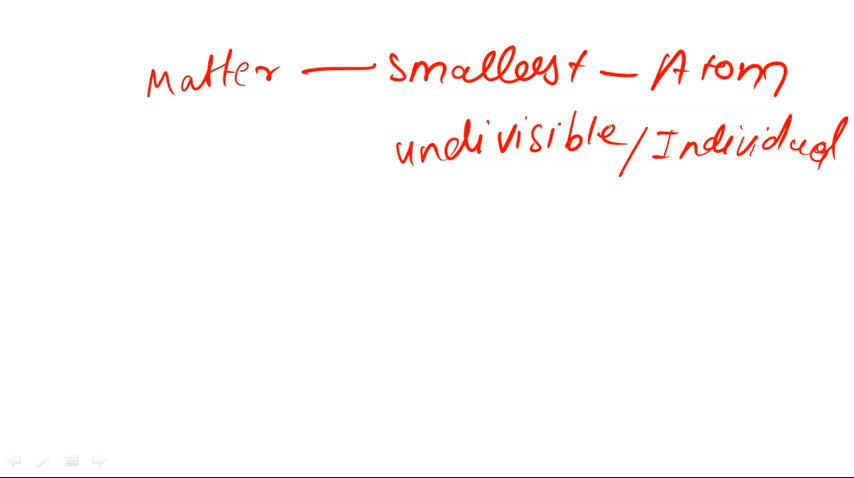 Matter — smallest — Atom
undivisible/Individual